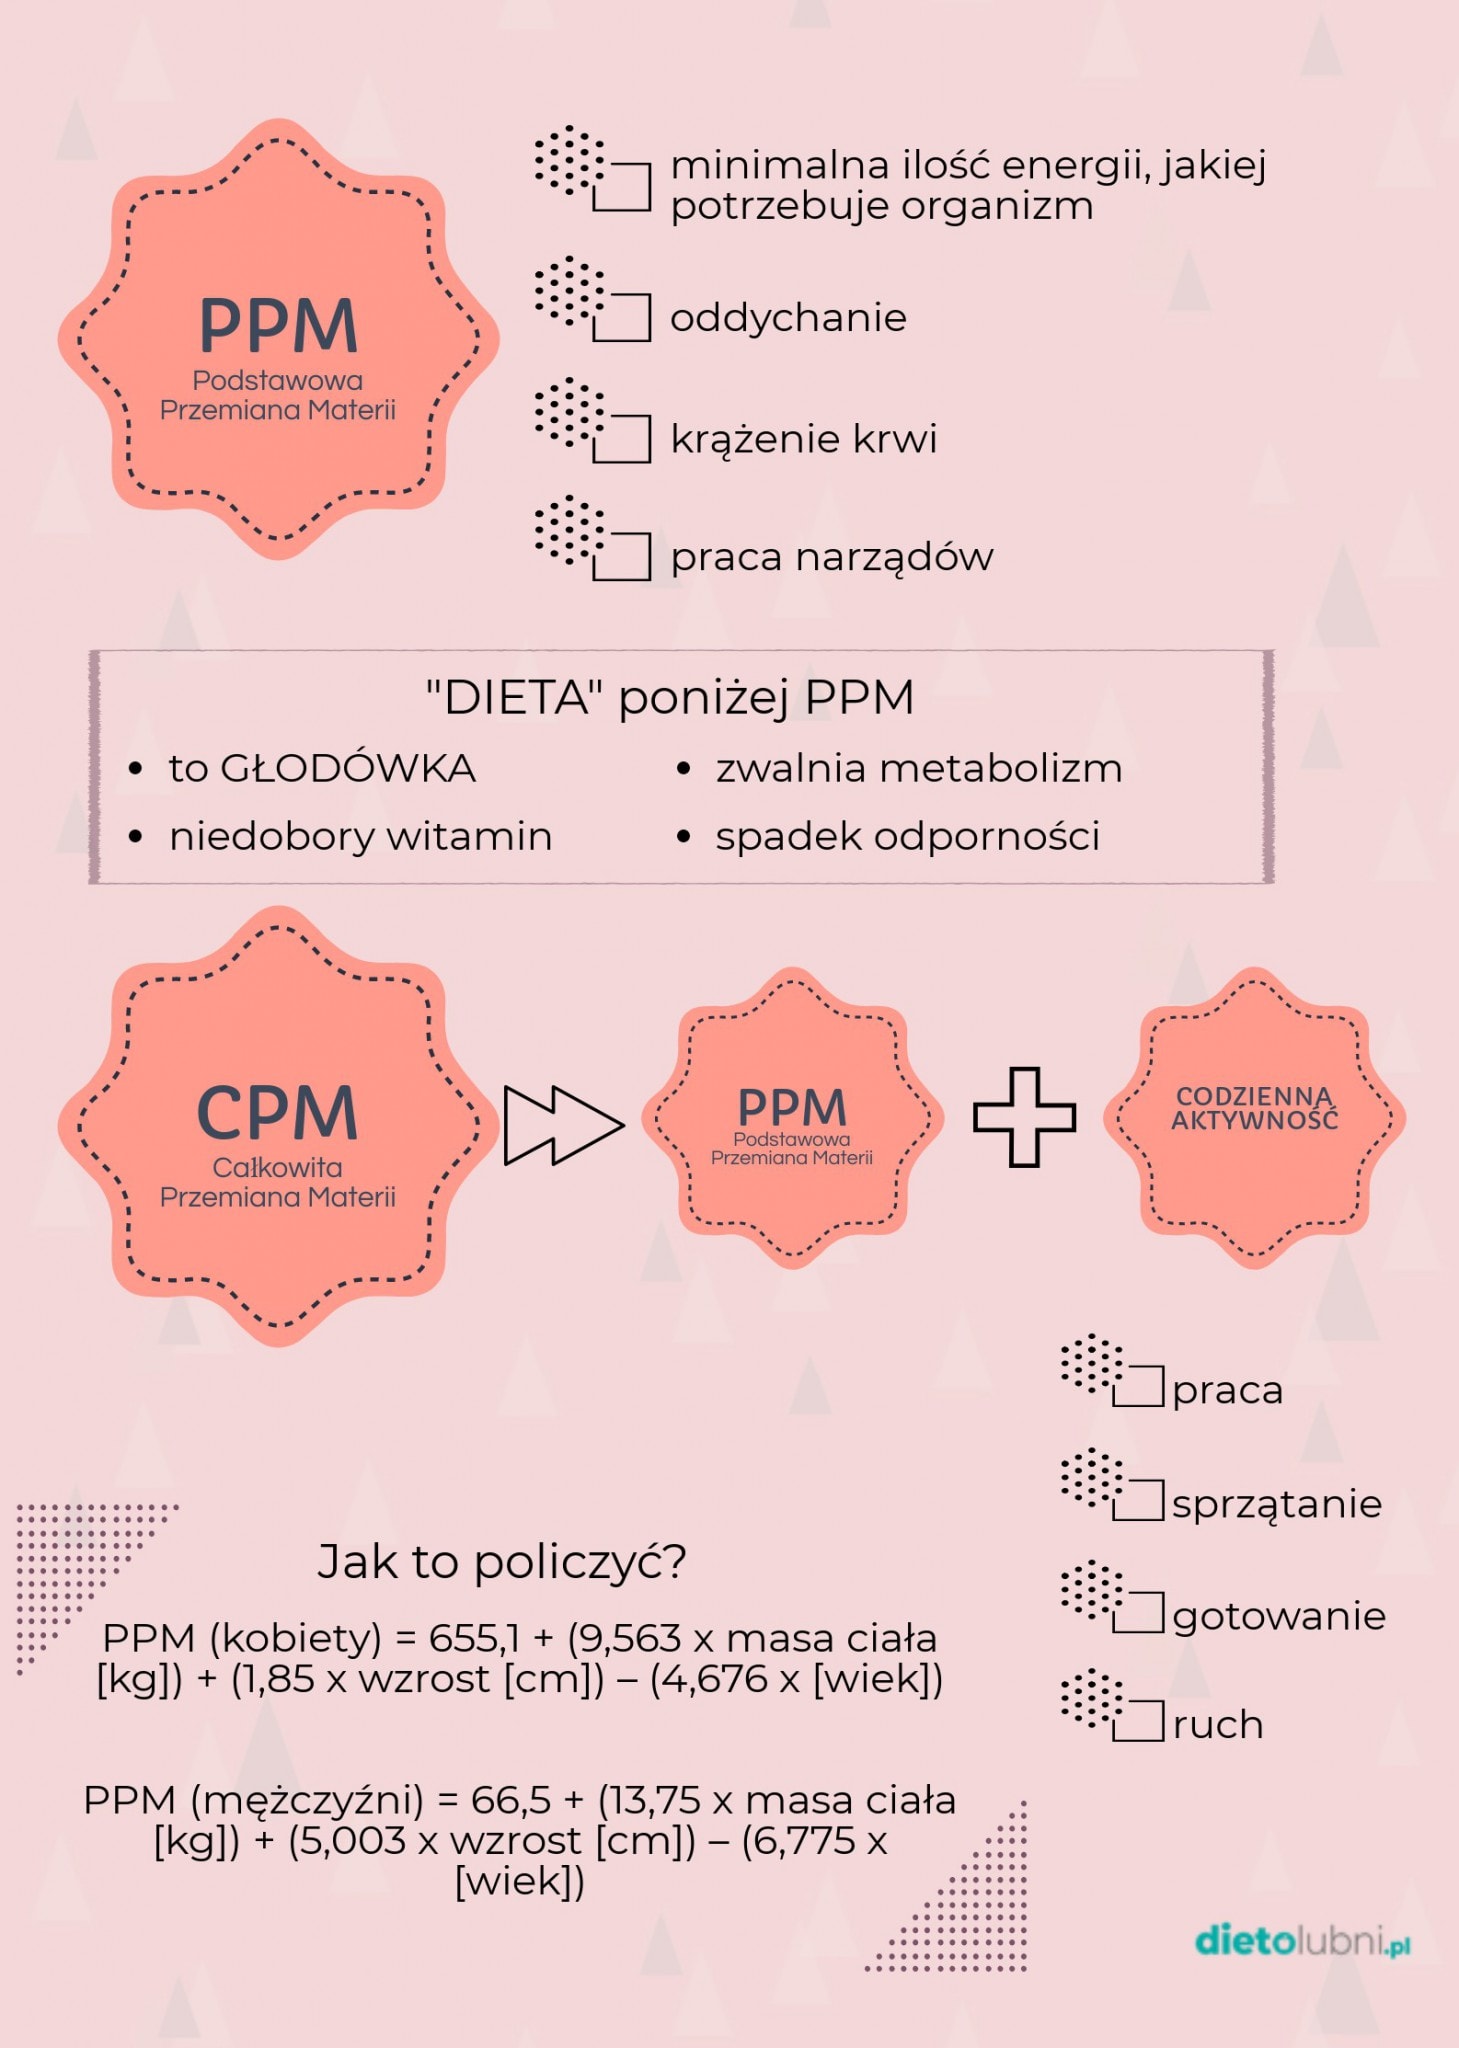 PPM
Podstawowa
Przemiana Materii
minimalna ilość energii, jakiej
potrzebuje organizm
oddychanie
krążenie krwi
praca narządów
"DIETA" poniżej PPM
• to GŁODÓWKA
• niedobory witamin
• zwalnia metabolizm
• spadek odporności
CPM
Całkowita
Przemiana Materii
PPM
Podstawowa
Przemiana Materii
CODZIENNA
AKTYWNOŚĆ
praca
sprzątanie
gotowanie
ruch
Jak to policzyć?
PPM (kobiety) = 655,1 + (9,563 x masa ciała
[kg]) + (1,85 x wzrost [cm]) – (4,676 x [wiek])
PPM (mężczyźni) = 66,5 + (13,75 x masa ciała
[kg]) + (5,003 x wzrost [cm]) – (6,775 x
[wiek])
dietolubni.pl